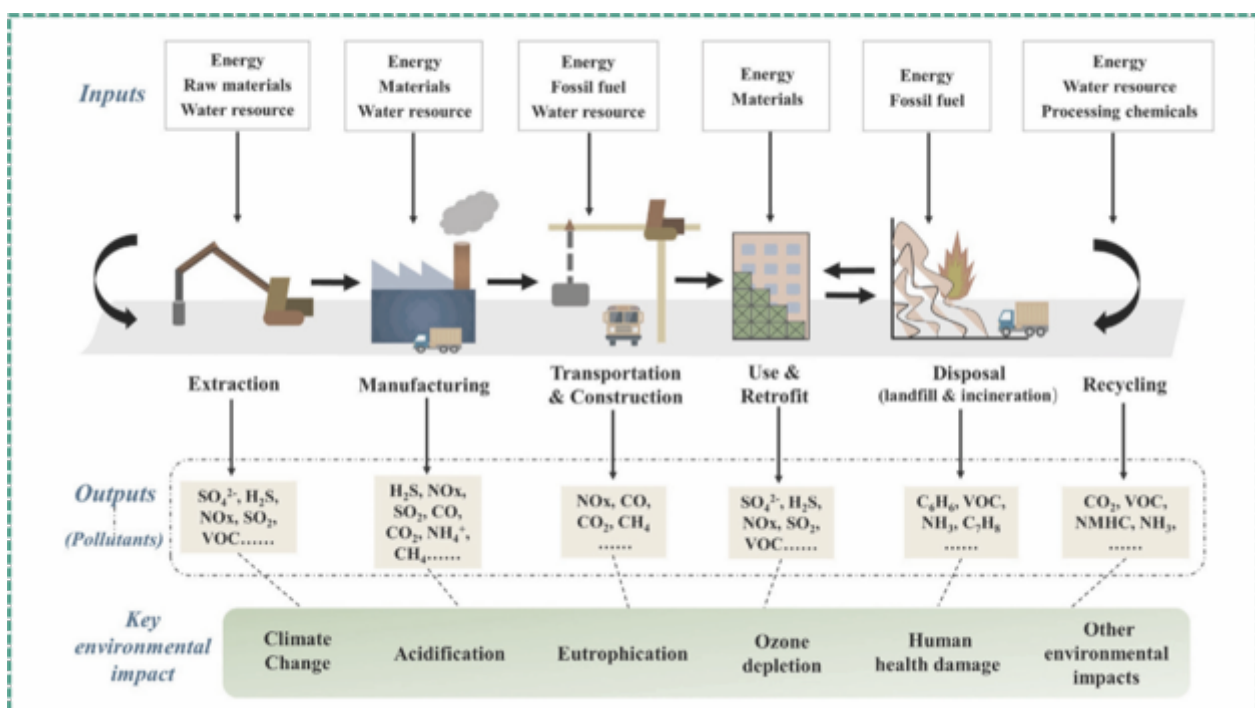 Inputs
Energy
Raw materials
Water resource
Energy
Materials
Water resource
Energy
Fossil fuel
Water resource
Energy
Materials
Energy
Fossil fuel
Energy
Water resource
Processing chemicals
Extraction
Manufacturing
Transportation
& Construction
Use &
Retrofit
Disposal
(landfill & incineration)
Recycling
Outputs
(Pollutants)
SO₄²⁻, H₂S,
NOx, SO₂,
VOC……
H₂S, NOx,
SO₂, CO,
CO₂, NH₄⁺,
CH₄……
NOx, CO,
CO₂, CH₄
……
SO₄²⁻, H₂S,
NOx, SO₂,
VOC……
C₆H₆, VOC,
NH₃, C₇H₈
……
CO₂, VOC,
NMHC, NH₃,
……
Key
environmental
impact
Climate
Change
Acidification
Eutrophication
Ozone
depletion
Human
health damage
Other
environmental
impacts